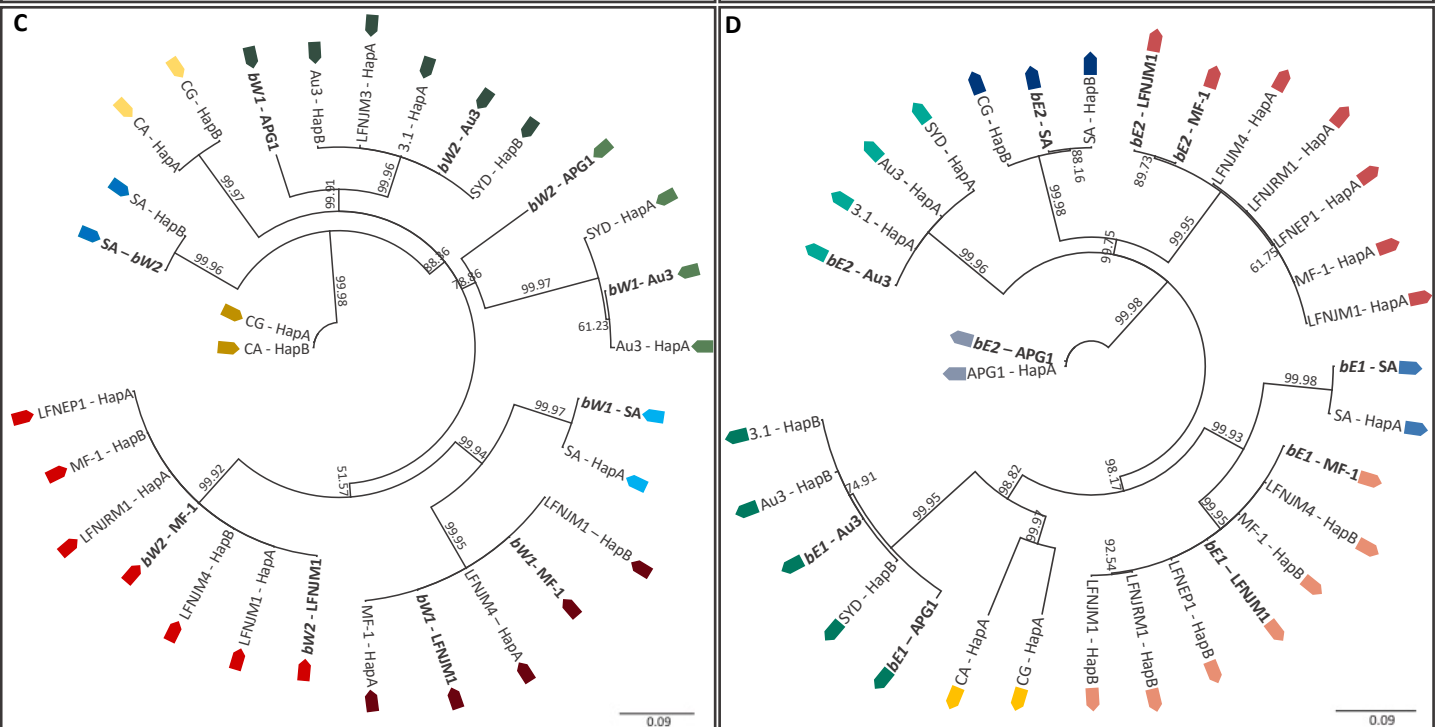 C
CG - HapB
CA - HapA
bW1 - APG1
Au3 - HapB
LFNJM3 - HapA
3.1 - HapA
bW2 - Au3
SYD - HapB
bW2 - APG1
SYD - HapA
bW1- Au3
Au3 - HapA
SA - HapB
SA – bW2
CG - HapA
CA - HapB
99.97
99.96
99.91
99.96
88.36
78.86
99.97
61.23
99.98
LFNEP1 - HapA
MF-1 - HapB
LFNJRM1 - HapA
bW2 - MF-1
LFNJM4 - HapB
LFNJM1 - HapA
bW2 - LFNJM1
99.92
51.57
99.94
99.97
99.95
bW1 - SA
SA - HapA
LFNJM1 – HapB
bW1- MF-1
LFNJM4 – HapA
bW1 - LFNJM1
MF-1 - HapA
0.09
D
CG - HapB
bE2 - SA
SA - HapB
bE2 - LFNJM1
bE2 - MF-1
LFNJM4 - HapA
LFNJRM1 - HapA
LFNEP1 - HapA
MF-1- HapA
LFNJM1- HapA
SYD - HapA
Au3 - HapA
3.1 - HapA
bE2 - Au3
88.16
99.98
89.73
99.75
99.95
61.75
99.96
99.98
bE2 – APG1
APG1 - HapA
bE1 - SA
SA - HapA
99.98
99.93
bE1 - MF-1
LFNJM4 - HapB
MF-1 - HapB
bE1 – LFNJM1
LFNEP1 - HapB
LFNJRM1 - HapB
LFNJM1 - HapB
99.95
92.54
98.17
98.82
99.97
99.95
74.91
3.1 - HapB
Au3 - HapB
bE1 - Au3
SYD - HapB
bE1 – APG1
CA - HapA
CG - HapA
0.09